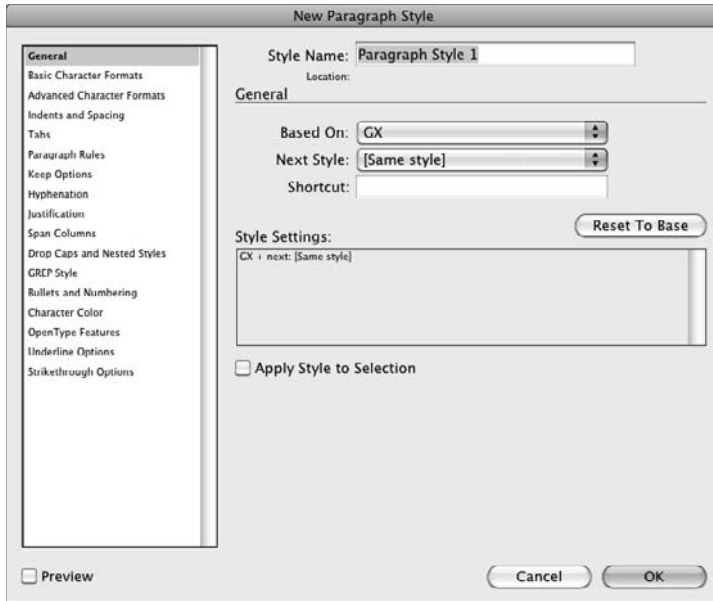 New Paragraph Style
General
Basic Character Formats
Advanced Character Formats
Indents and Spacing
Tabs
Paragraph Rules
Keep Options
Hyphenation
Justification
Span Columns
Drop Caps and Nested Styles
GREP Style
Bullets and Numbering
Character Color
OpenType Features
Underline Options
Strikethrough Options
Style Name: Paragraph Style 1
Location:
General
Based On: GX
Next Style: [Same style]
Shortcut:
Reset To Base
Style Settings:
GX + next: [Same style]
Apply Style to Selection
Preview
Cancel
OK